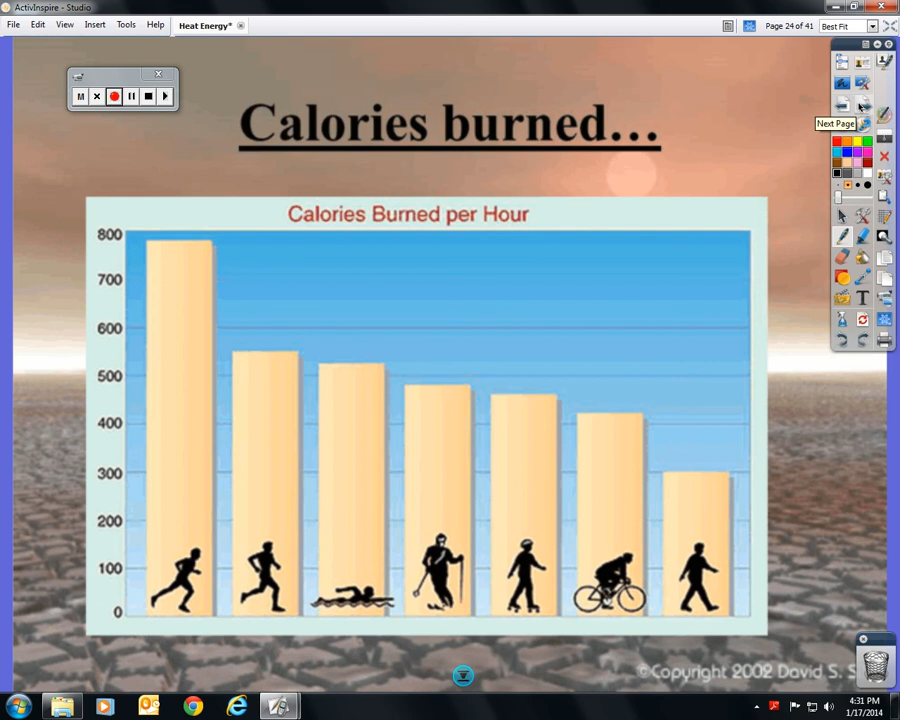 ActivInspire - Studio
File Edit View Insert Tools Help Heat Energy* Page 24 of 41 Best Fit
M
Next Page
Calories burned…
Calories Burned per Hour
800
700
600
500
400
300
200
100
0
T
©Copyright 2002 David S. S
4:31 PM
1/17/2014